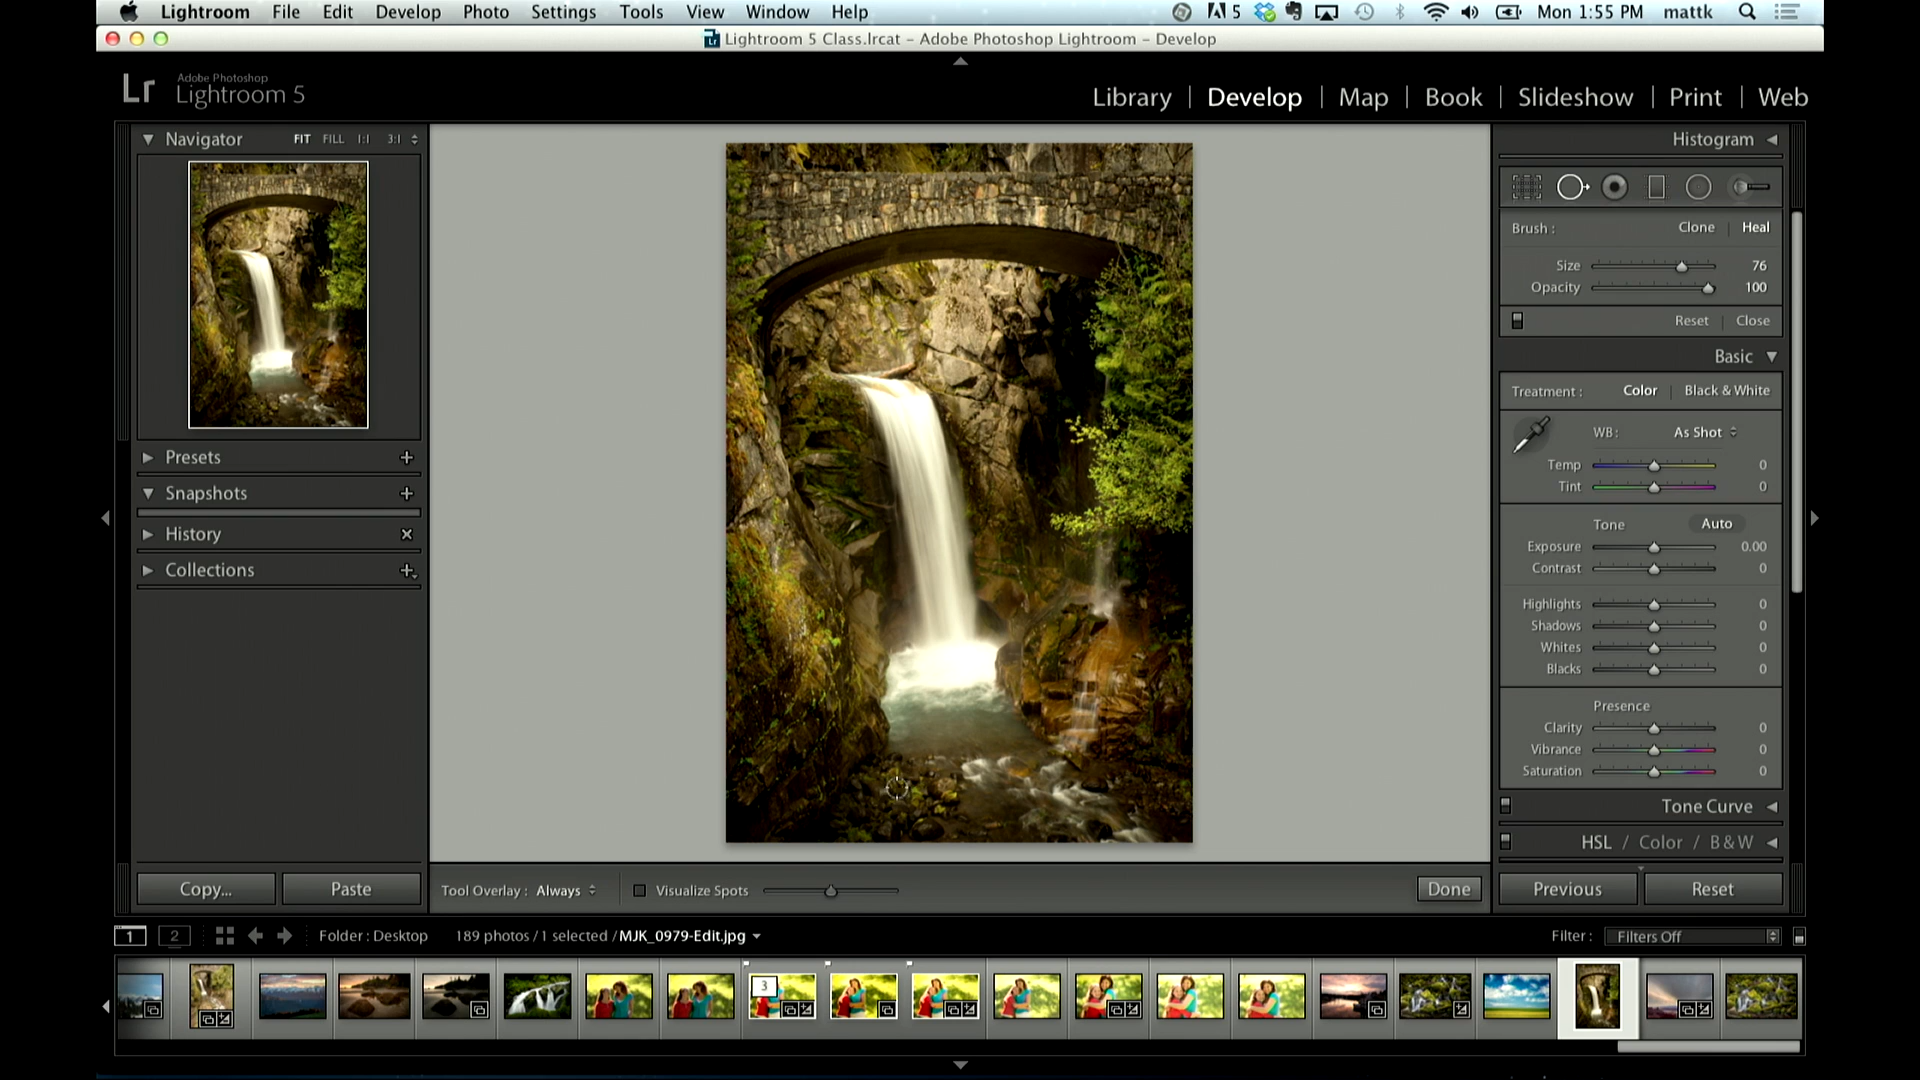 Lightroom File Edit Develop Photo Settings Tools View Window Help 5 Mon 1:55 PM mattk
Lightroom 5 Class.lrcat – Adobe Photoshop Lightroom – Develop
Lr Adobe Photoshop
Lightroom 5
Library | Develop | Map | Book | Slideshow | Print | Web
Navigator FIT FILL 1:1 3:1
Presets +
Snapshots +
History ×
Collections +
Copy... Paste
Tool Overlay : Always Visualize Spots Done
Histogram
Brush : Clone | Heal
Size 76
Opacity 100
Reset | Close
Basic
Treatment : Color | Black & White
WB : As Shot
Temp 0
Tint 0
Tone Auto
Exposure 0.00
Contrast 0
Highlights 0
Shadows 0
Whites 0
Blacks 0
Presence
Clarity 0
Vibrance 0
Saturation 0
Tone Curve
HSL / Color / B & W
Previous Reset
1 2 Folder : Desktop 189 photos / 1 selected / MJK_0979-Edit.jpg Filter : Filters Off
3